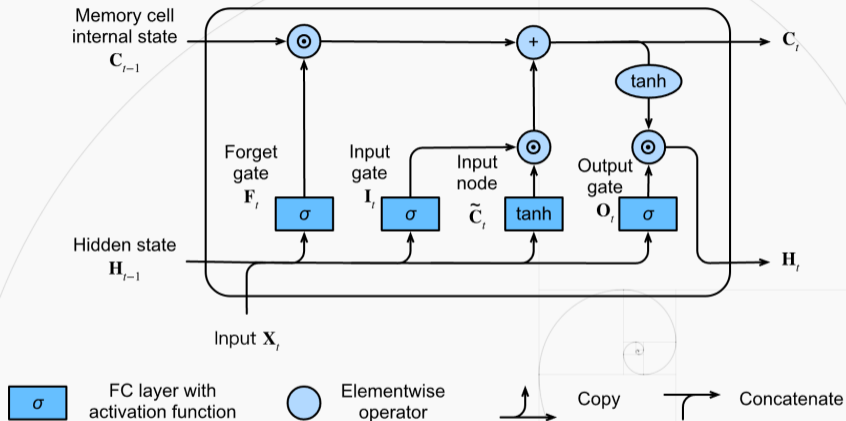 Memory cell
internal state
C_{t−1}
C_t
tanh
Forget
gate
F_t
Input
gate
I_t
Input
node
C̃_t
Output
gate
O_t
σ
σ
tanh
σ
Hidden state
H_{t−1}
H_t
Input X_t
σ
FC layer with
activation function
Elementwise
operator
Copy
Concatenate